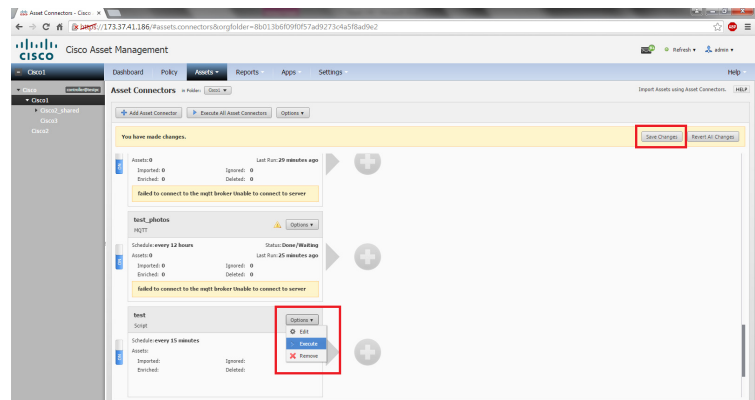 Asset Connectors - Cisco
https://173.37.41.186/#assets.connectors&orgfolder=8b013b6f09f0f57ad9273c4a5f8ad9e2
CISCO Cisco Asset Management
Refresh admin
Cisco1 Dashboard Policy Assets Reports Apps Settings Help
Cisco
Cisco1
Cisco2_shared
Cisco3
Cisco2
Asset Connectors in Folder: Cisco1 Import Assets using Asset Connectors. HELP
Add Asset Connector Execute All Asset Connectors Options
You have made changes. Save Changes Revert All Changes
Assets: 0 Last Run: 29 minutes ago
Imported: 0 Ignored: 0
Enriched: 0 Deleted: 0
failed to connect to the mqtt broker Unable to connect to server
test_photos
MQTT
Options
Schedule: every 12 hours Status: Done/Waiting
Assets: 0 Last Run: 25 minutes ago
Imported: 0 Ignored: 0
Enriched: 0 Deleted: 0
failed to connect to the mqtt broker Unable to connect to server
test
Script
Options
Edit
Execute
Remove
Schedule: every 15 minutes
Assets:
Imported: Ignored:
Enriched: Deleted: